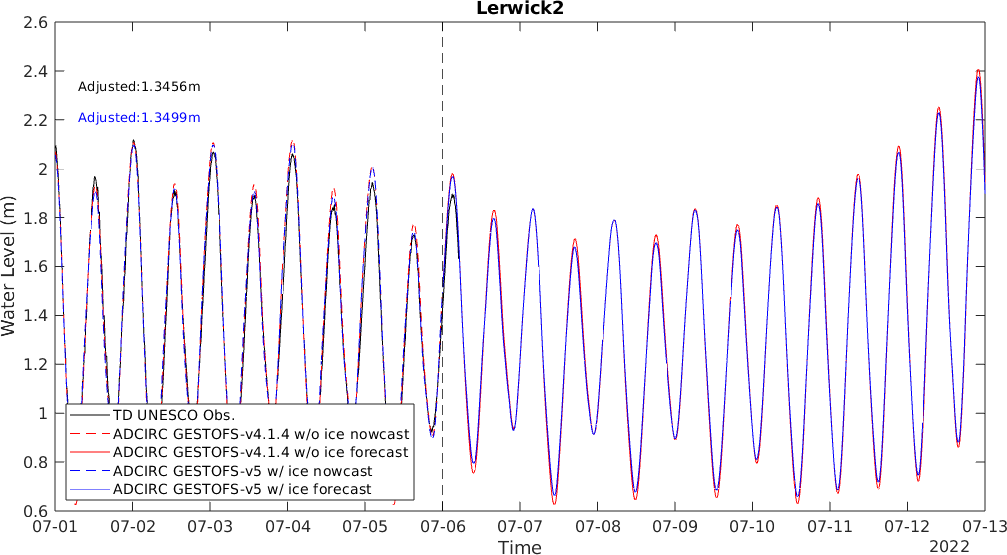 Lerwick2
2.6
2.4
Adjusted:1.3456m
2.2
Adjusted:1.3499m
2
1.8
1.6
Water Level (m)
1.4
1.2
1
TD UNESCO Obs.
ADCIRC GESTOFS-v4.1.4 w/o ice nowcast
ADCIRC GESTOFS-v4.1.4 w/o ice forecast
ADCIRC GESTOFS-v5 w/ ice nowcast
ADCIRC GESTOFS-v5 w/ ice forecast
0.8
0.6
07-01 07-02 07-03 07-04 07-05 07-06 07-07 07-08 07-09 07-10 07-11 07-12 07-13
Time
2022